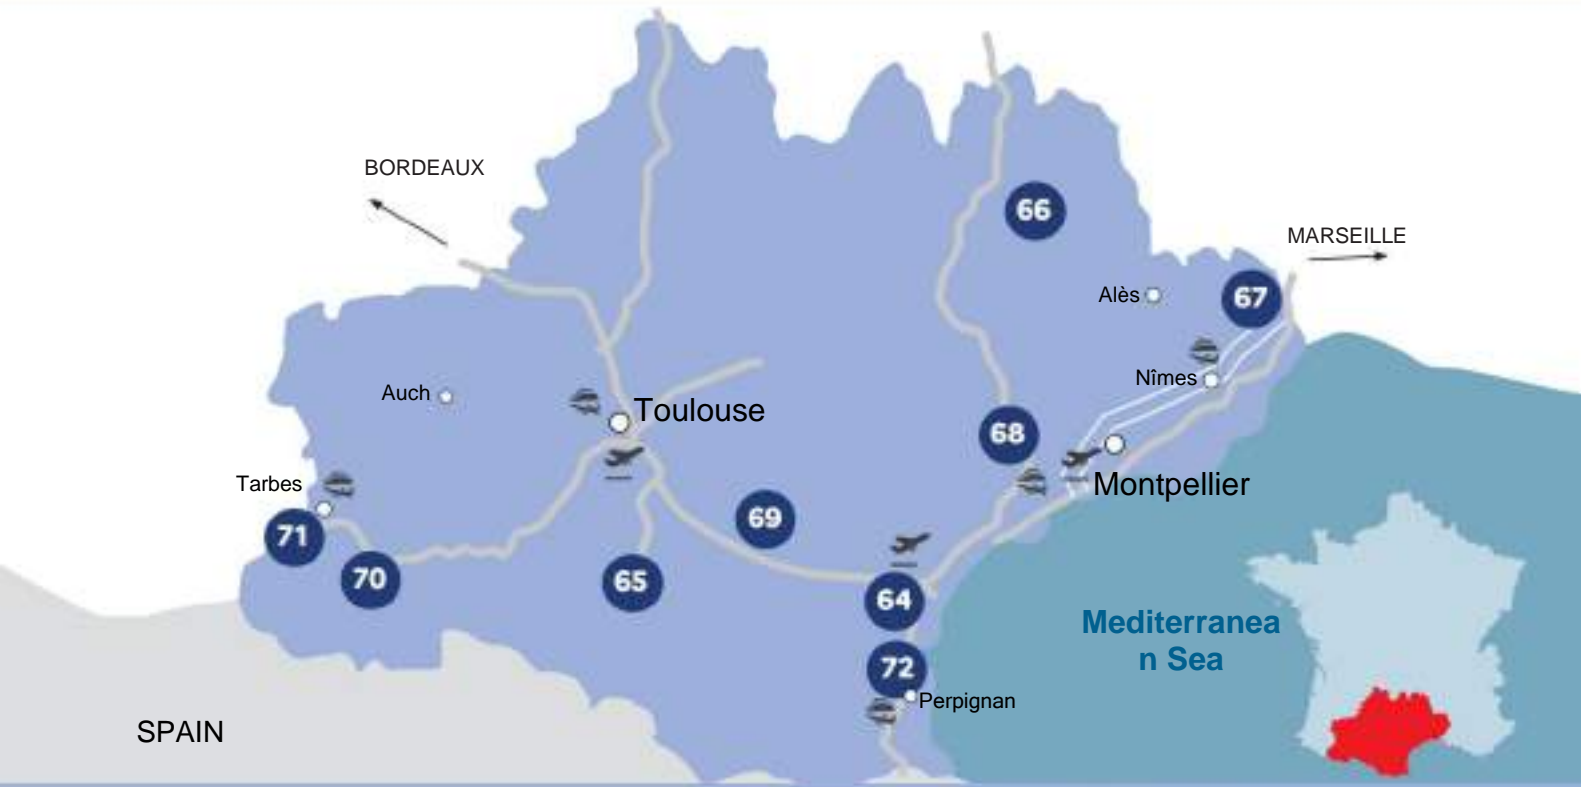 BORDEAUX
66
MARSEILLE
Alès
67
Nîmes
Auch
Toulouse
68
Tarbes
Montpellier
71
69
70
65
64
Mediterranea
n Sea
72
Perpignan
SPAIN